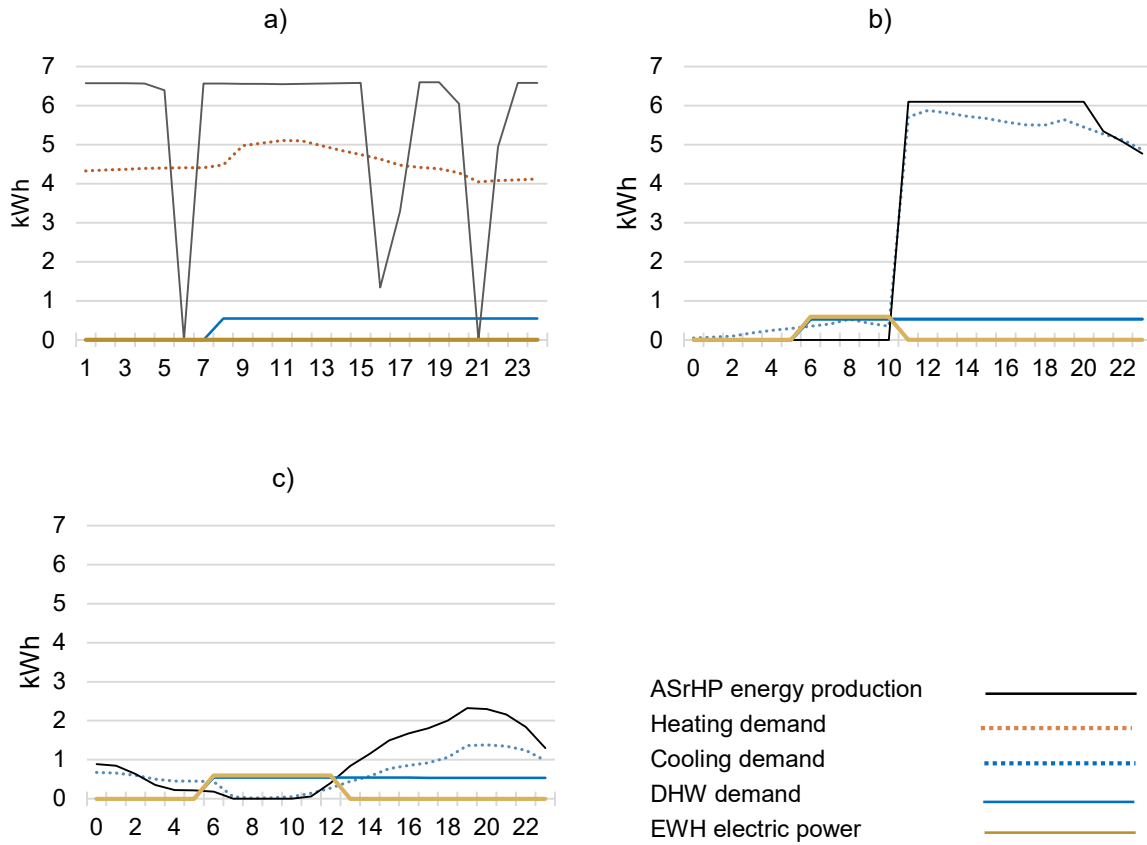 a)
7
6
5
4
3
2
1
0
kWh
1 3 5 7 9 11 13 15 17 19 21 23
b)
7
6
5
4
3
2
1
0
kWh
0 2 4 6 8 10 12 14 16 18 20 22
c)
7
6
5
4
3
2
1
0
kWh
0 2 4 6 8 10 12 14 16 18 20 22
ASrHP energy production
Heating demand
Cooling demand
DHW demand
EWH electric power